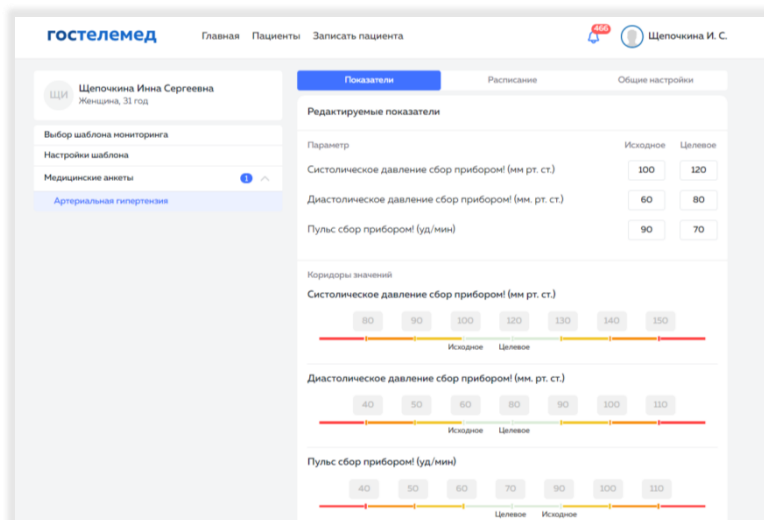 гостелемед Главная Пациенты Записать пациента 466 Щепочкина И. С.
ЩИ Щепочкина Инна Сергеевна
Женщина, 31 год
Выбор шаблона мониторинга
Настройки шаблона
Медицинские анкеты 1
Артериальная гипертензия
Показатели Расписание Общие настройки
Редактируемые показатели
Параметр Исходное Целевое
Систолическое давление сбор прибором! (мм рт. ст.) 100 120
Диастолическое давление сбор прибором! (мм. рт. ст.) 60 80
Пульс сбор прибором! (уд/мин) 90 70
Коридоры значений
Систолическое давление сбор прибором! (мм рт. ст.)
80 90 100 120 130 140 150
Исходное Целевое
Диастолическое давление сбор прибором! (мм. рт. ст.)
40 50 60 80 90 100 110
Исходное Целевое
Пульс сбор прибором! (уд/мин)
40 50 60 70 90 100 110
Целевое Исходное